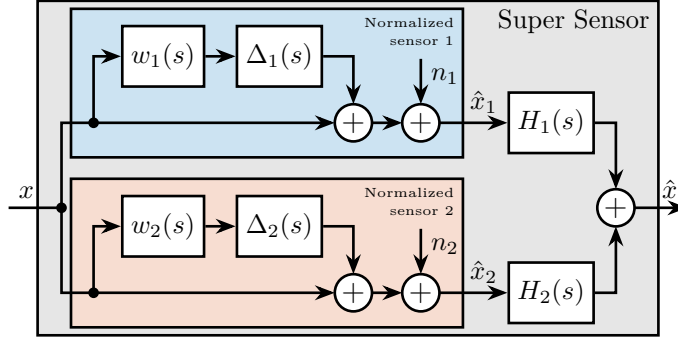 Super Sensor
Normalized
sensor 1
w₁(s)
Δ₁(s)
n₁
+
+
x̂₁
H₁(s)
x
+
x̂
Normalized
sensor 2
w₂(s)
Δ₂(s)
n₂
+
+
x̂₂
H₂(s)